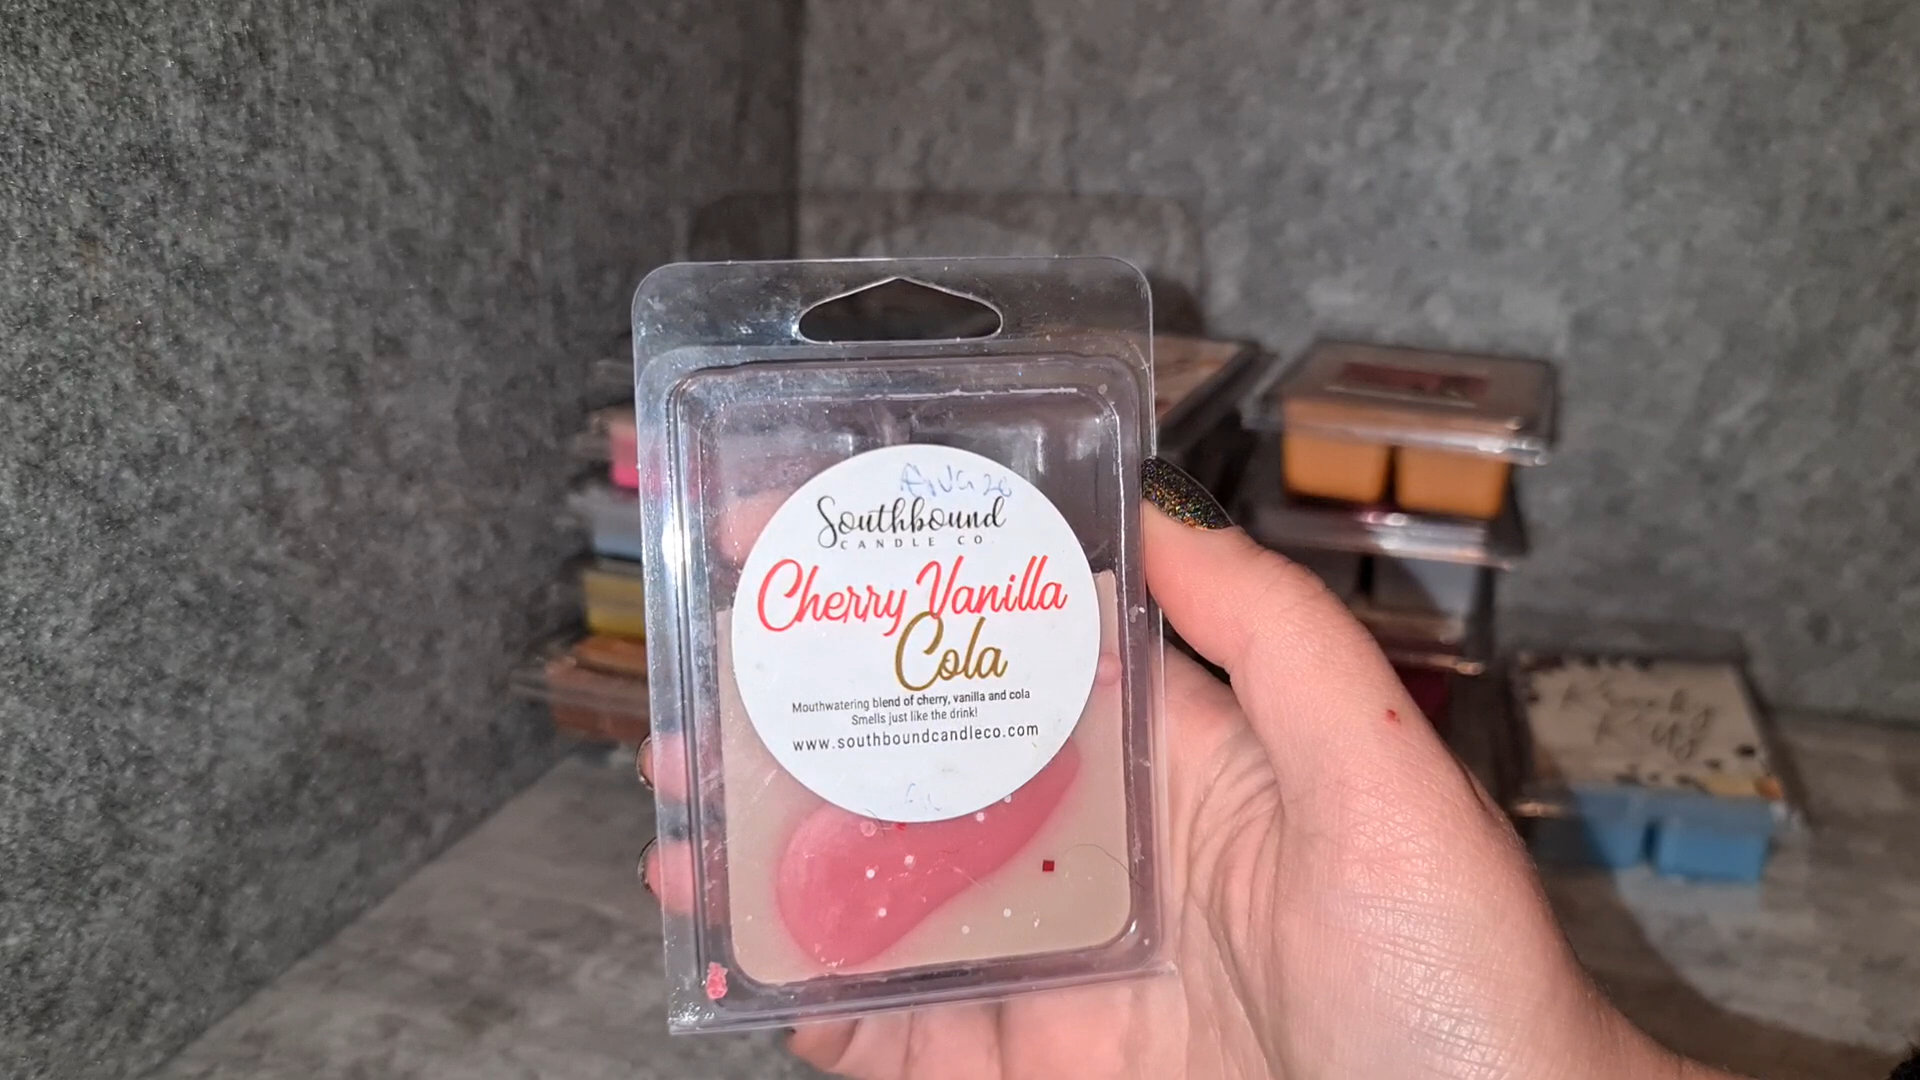 Southbound
CANDLE CO.
Cherry Vanilla
Cola
Mouthwatering blend of cherry, vanilla and cola
Smells just like the drink!
www.southboundcandleco.com